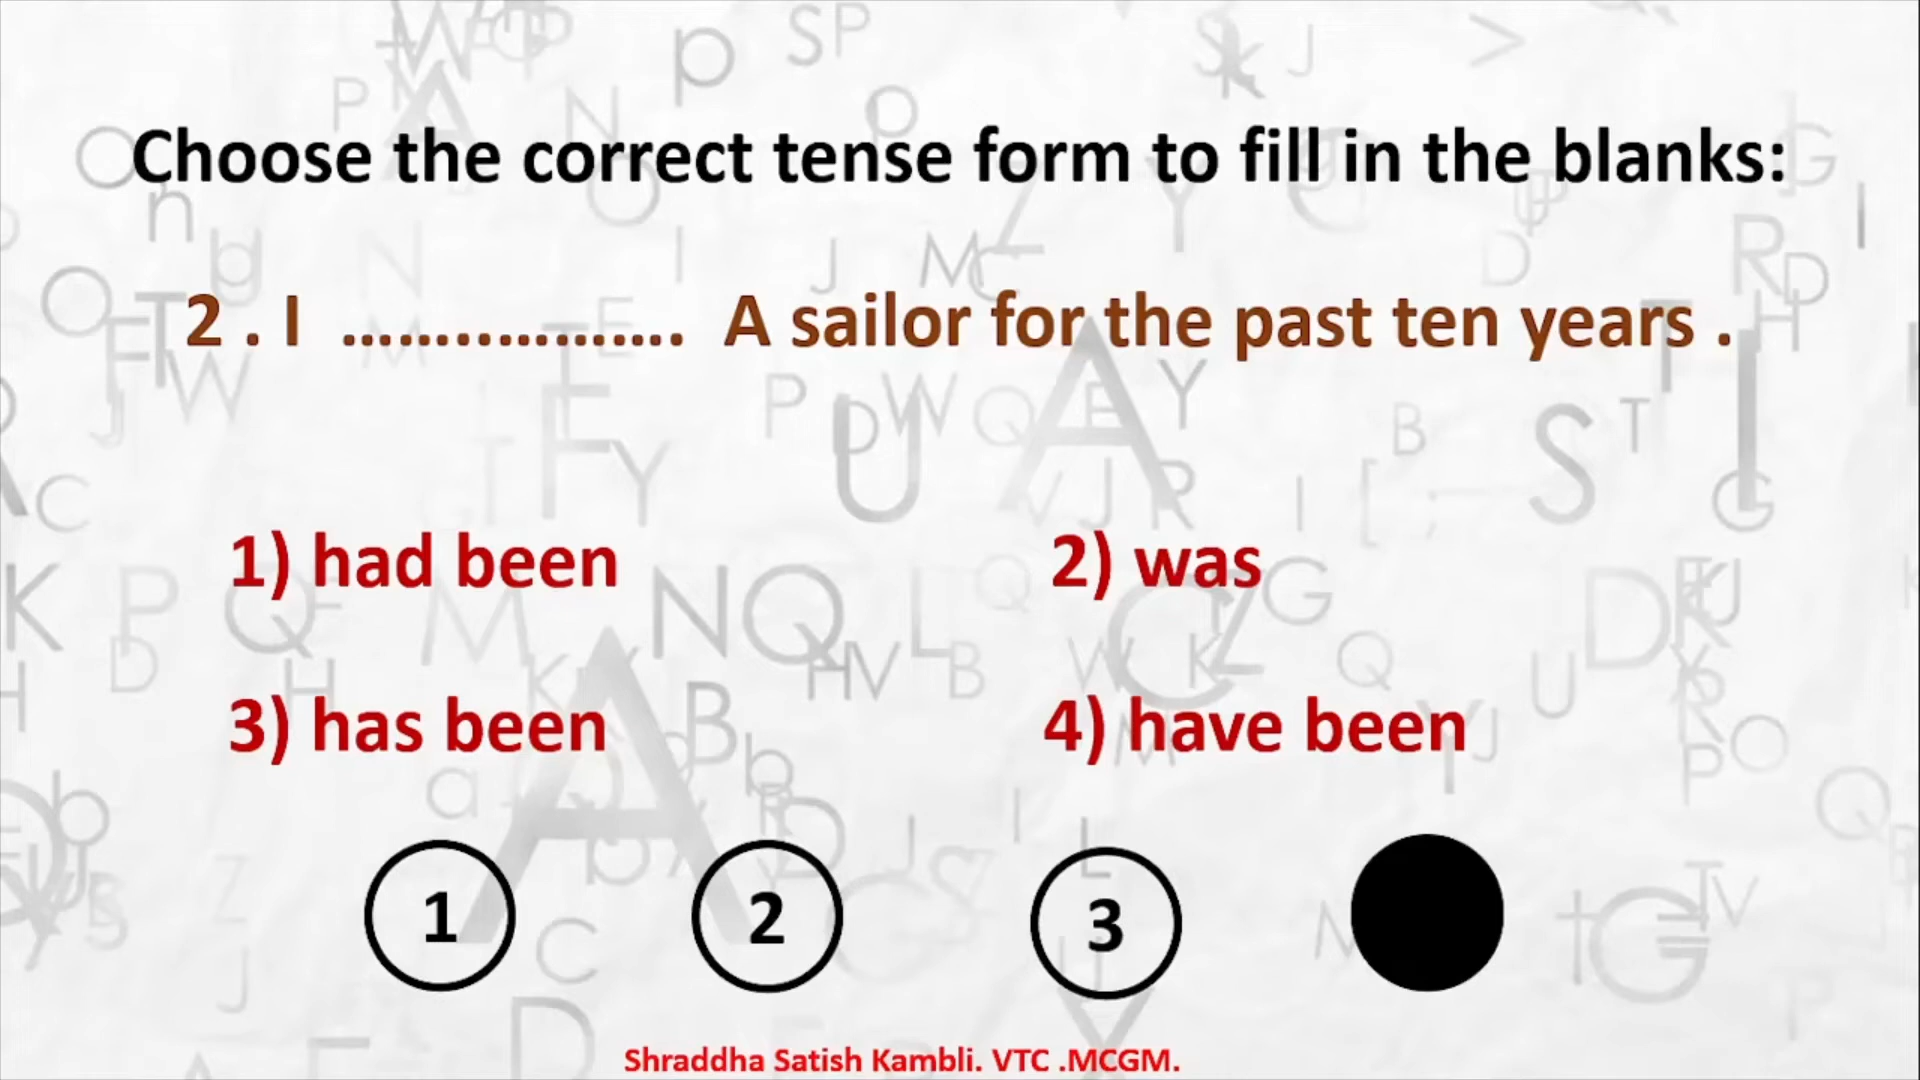 Choose the correct tense form to fill in the blanks:
2 . I ……………….. A sailor for the past ten years .
1) had been
2) was
3) has been
4) have been
1
2
3
Shraddha Satish Kambli. VTC .MCGM.